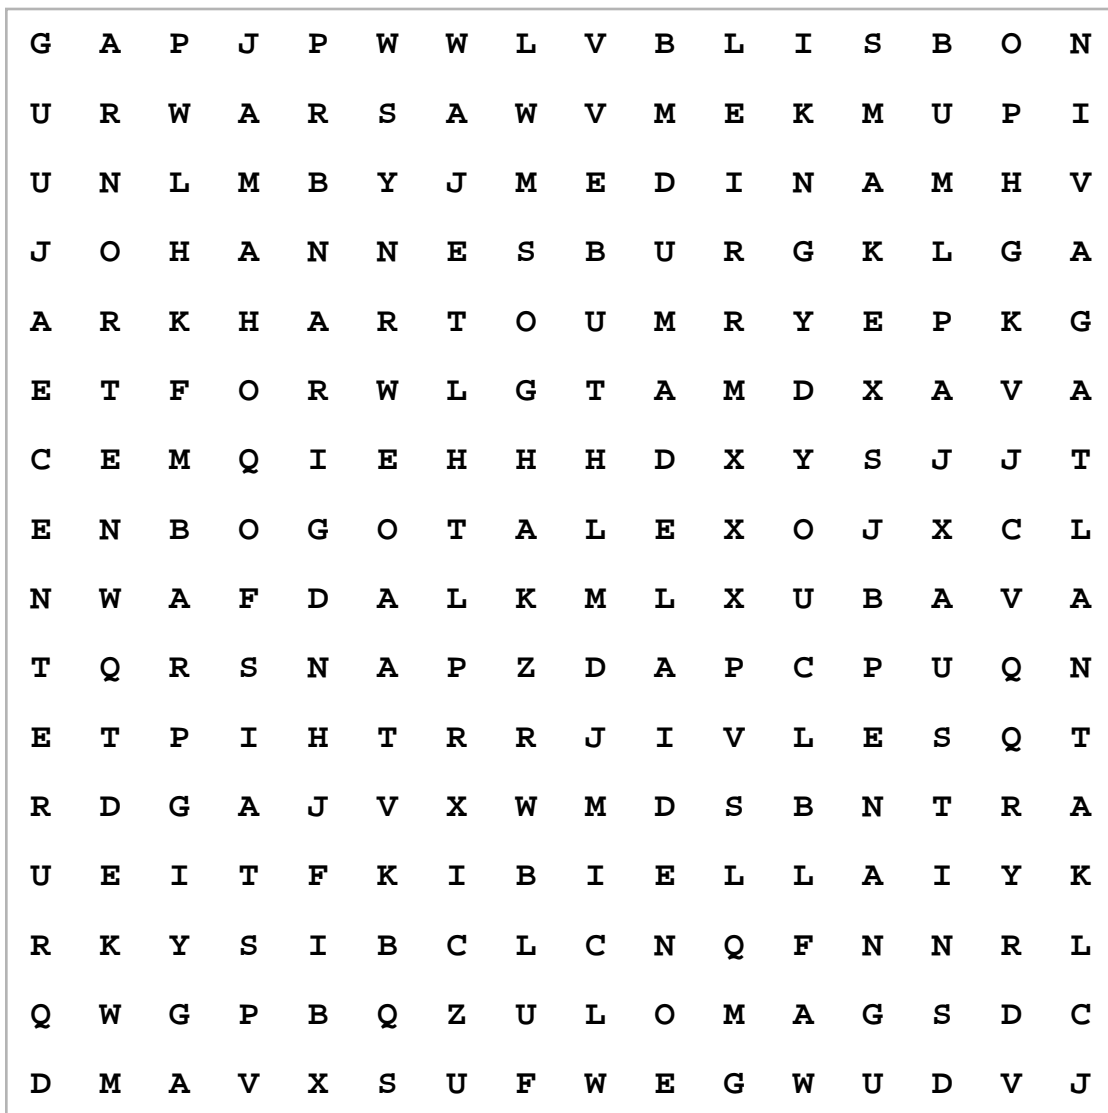 G A P J P W W L V B L I S B O N
U R W A R S A W V M E K M U P I
U N L M B Y J M E D I N A M H V
J O H A N N E S B U R G K L G A
A R K H A R T O U M R Y E P K G
E T F O R W L G T A M D X A V A
C E M Q I E H H H D X Y S J J T
E N B O G O T A L E X O J X C L
N W A F D A L K M L X U B A V A
T Q R S N A P Z D A P C P U Q N
E T P I H T R R J I V L E S Q T
R D G A J V X W M D S B N T R A
U E I T F K I B I E L L A I Y K
R K Y S I B C L C N Q F N N R L
Q W G P B Q Z U L O M A G S D C
D M A V X S U F W E G W U D V J